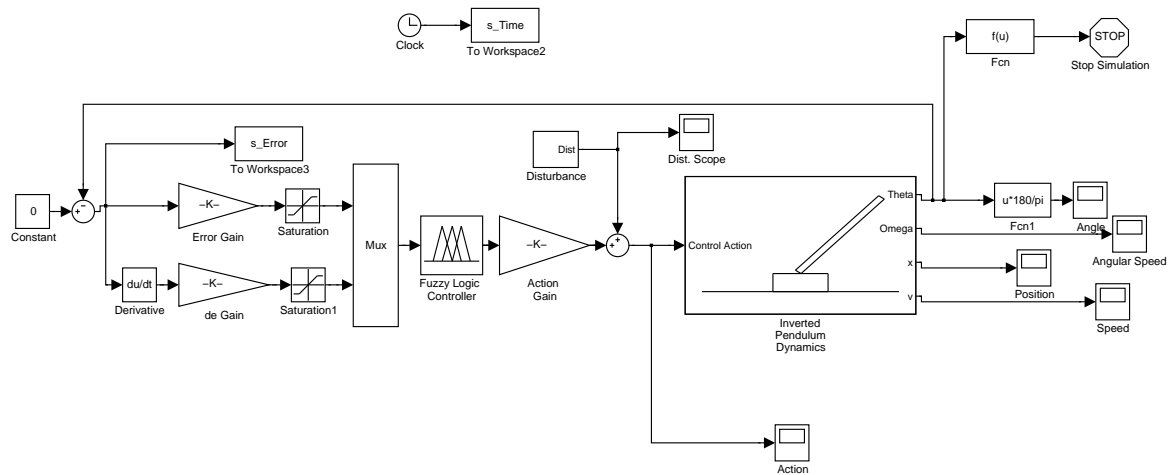 s_Time
Clock
To Workspace2
f(u)
Fcn
STOP
Stop Simulation
s_Error
To Workspace3
Dist
Disturbance
Dist. Scope
0
Constant
−
+
−K−
Error Gain
Saturation
Mux
du/dt
Derivative
−K−
de Gain
Saturation1
Fuzzy Logic
Controller
−K−
Action
Gain
+
+
Control Action
Theta
Omega
x
v
Inverted
Pendulum
Dynamics
u*180/pi
Fcn1
Angle
Angular Speed
Position
Speed
Action